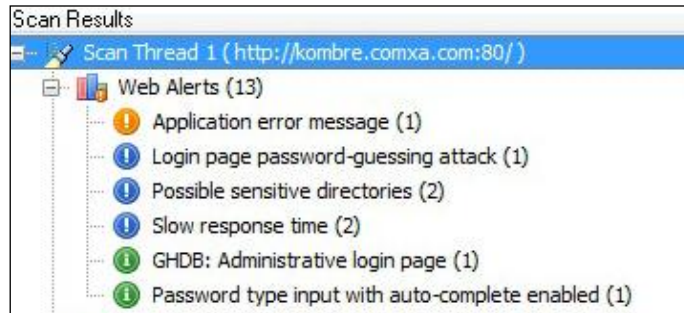 Scan Results
Scan Thread 1 ( http://kombre.comxa.com:80/ )
Web Alerts (13)
Application error message (1)
Login page password-guessing attack (1)
Possible sensitive directories (2)
Slow response time (2)
GHDB: Administrative login page (1)
Password type input with auto-complete enabled (1)